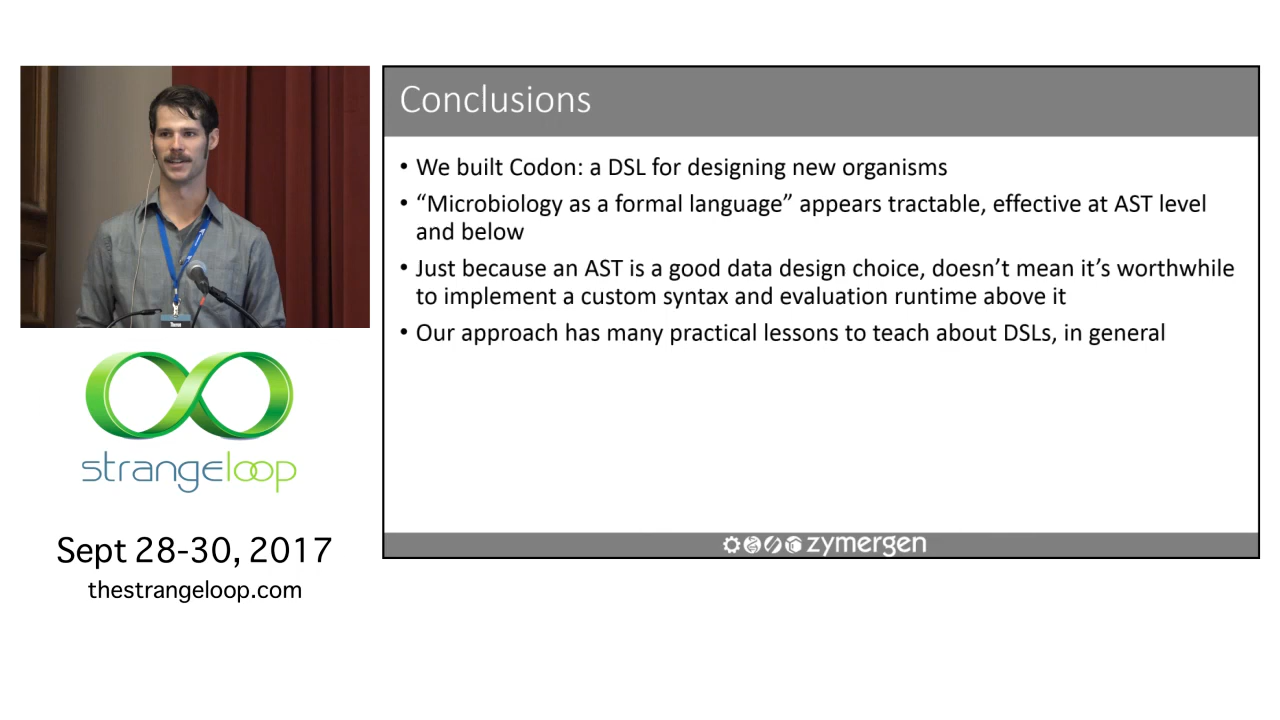 Conclusions
• We built Codon: a DSL for designing new organisms
• “Microbiology as a formal language” appears tractable, effective at AST level
and below
• Just because an AST is a good data design choice, doesn’t mean it’s worthwhile
to implement a custom syntax and evaluation runtime above it
• Our approach has many practical lessons to teach about DSLs, in general
zymergen
strangeloop
Sept 28-30, 2017
thestrangeloop.com